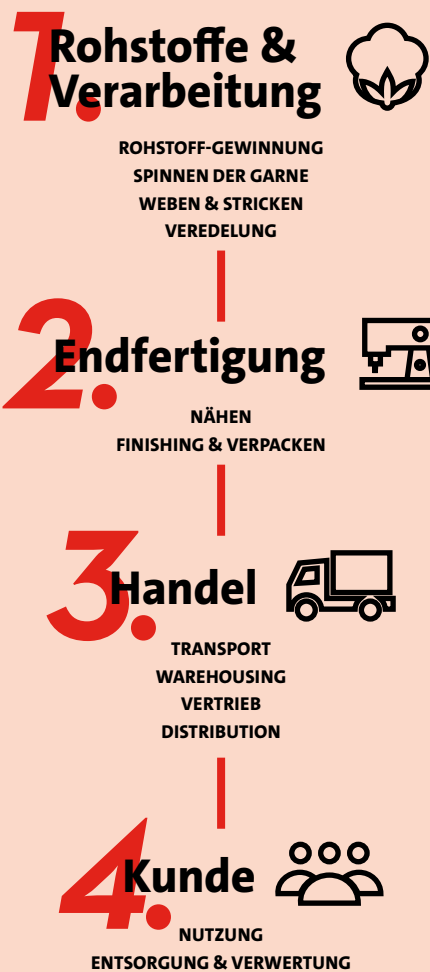 1. Rohstoffe &
Verarbeitung
ROHSTOFF-GEWINNUNG
SPINNEN DER GARNE
WEBEN & STRICKEN
VEREDELUNG
2. Endfertigung
NÄHEN
FINISHING & VERPACKEN
3. Handel
TRANSPORT
WAREHOUSING
VERTRIEB
DISTRIBUTION
4. Kunde
NUTZUNG
ENTSORGUNG & VERWERTUNG